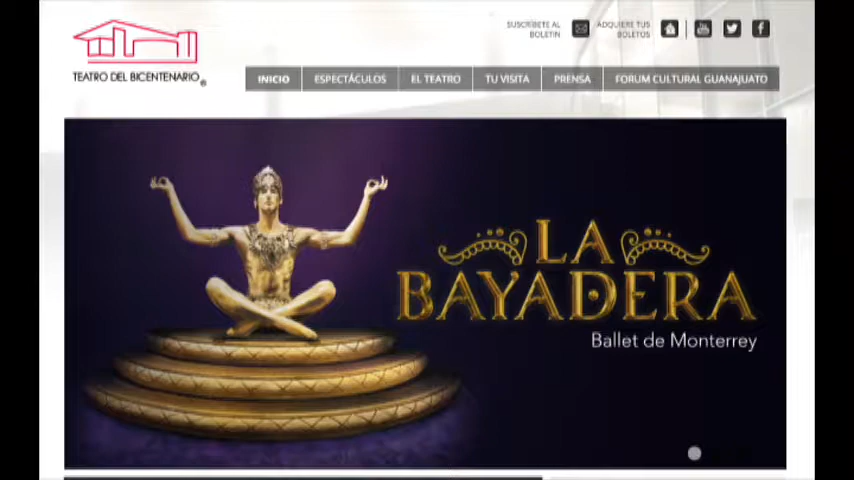 SUSCRÍBETE AL
BOLETIN
ADQUIERE TUS
BOLETOS
TEATRO DEL BICENTENARIO®
INICIO
ESPECTÁCULOS
EL TEATRO
TU VISITA
PRENSA
FORUM CULTURAL GUANAJUATO
LA
BAYADERA
Ballet de Monterrey